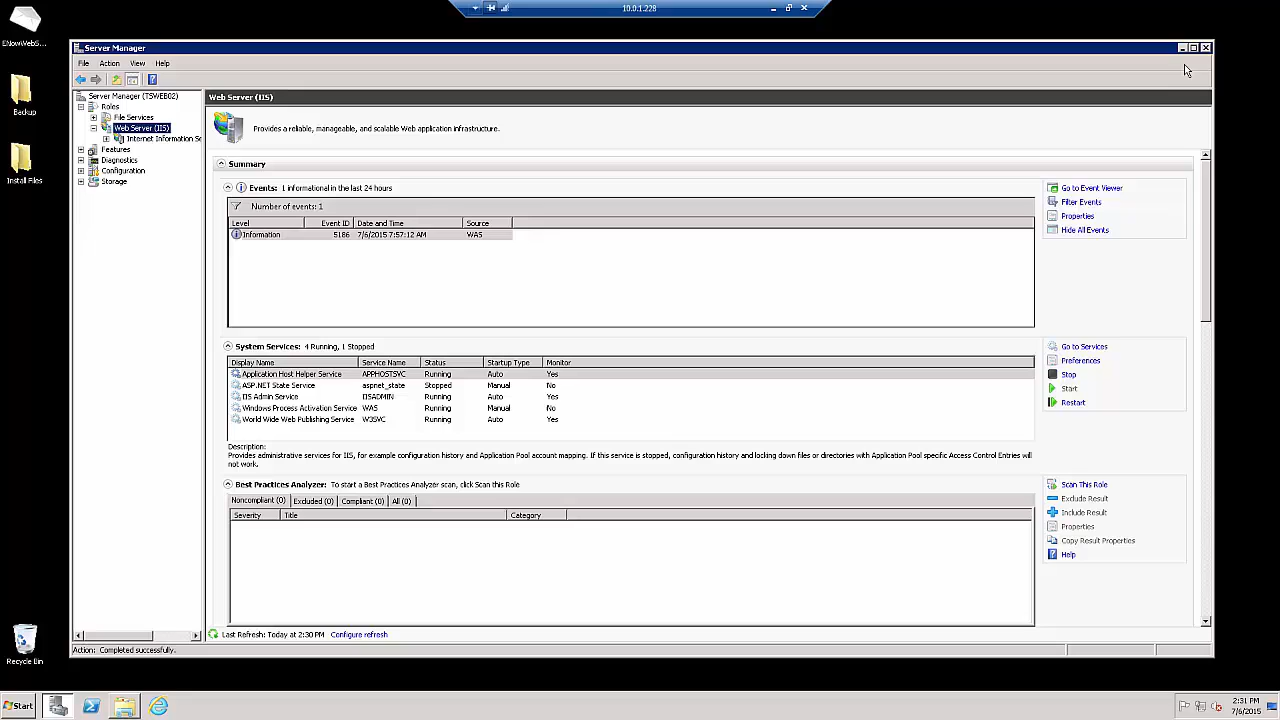 10.0.1.228
ENowWebS...
Backup
Install Files
Recycle Bin
Server Manager
File Action View Help
Server Manager (TSWEB02)
Roles
File Services
Web Server (IIS)
Internet Information Se
Features
Diagnostics
Configuration
Storage
Web Server (IIS)
Provides a reliable, manageable, and scalable Web application infrastructure.
Summary
Events: 1 informational in the last 24 hours
Number of events: 1
Level Event ID Date and Time Source
Information 5186 7/6/2015 7:57:12 AM WAS
Go to Event Viewer
Filter Events
Properties
Hide All Events
System Services: 4 Running, 1 Stopped
Display Name Service Name Status Startup Type Monitor
Application Host Helper Service APPHOSTSVC Running Auto Yes
ASP.NET State Service aspnet_state Stopped Manual No
IIS Admin Service IISADMIN Running Auto Yes
Windows Process Activation Service WAS Running Manual No
World Wide Web Publishing Service W3SVC Running Auto Yes
Description:
Provides administrative services for IIS, for example configuration history and Application Pool account mapping. If this service is stopped, configuration history and locking down files or directories with Application Pool specific Access Control Entries will
not work.
Go to Services
Preferences
Stop
Start
Restart
Best Practices Analyzer: To start a Best Practices Analyzer scan, click Scan this Role
Noncompliant (0) Excluded (0) Compliant (0) All (0)
Severity Title Category
Scan This Role
Exclude Result
Include Result
Properties
Copy Result Properties
Help
Last Refresh: Today at 2:30 PM Configure refresh
Action: Completed successfully.
Start
2:31 PM
7/6/2015